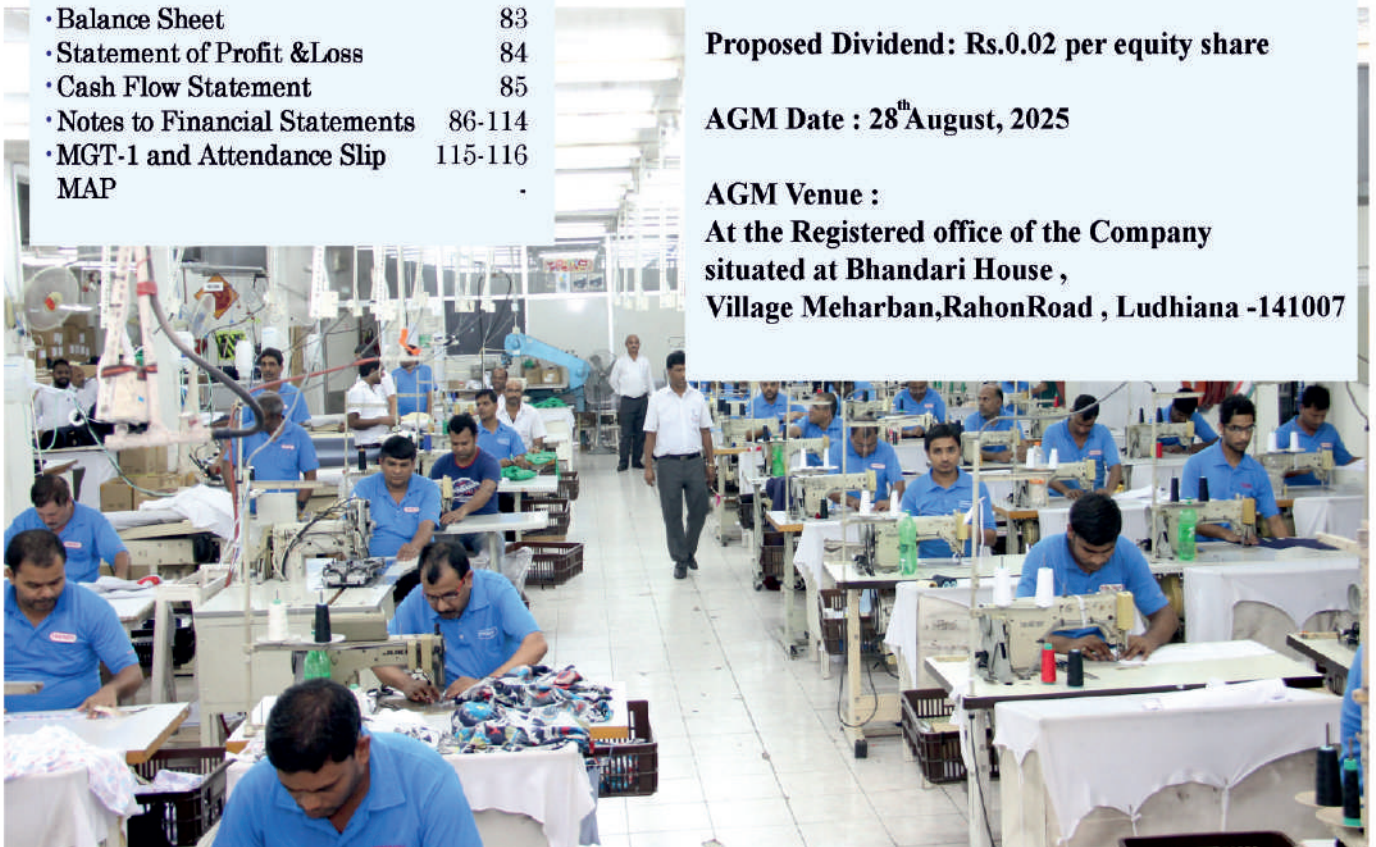 ·Balance Sheet 83
·Statement of Profit &Loss 84
·Cash Flow Statement 85
·Notes to Financial Statements 86-114
·MGT-1 and Attendance Slip 115-116
MAP -
Proposed Dividend: Rs.0.02 per equity share
AGM Date : 28th August, 2025
AGM Venue :
At the Registered office of the Company
situated at Bhandari House ,
Village Meharban,RahonRoad , Ludhiana -141007